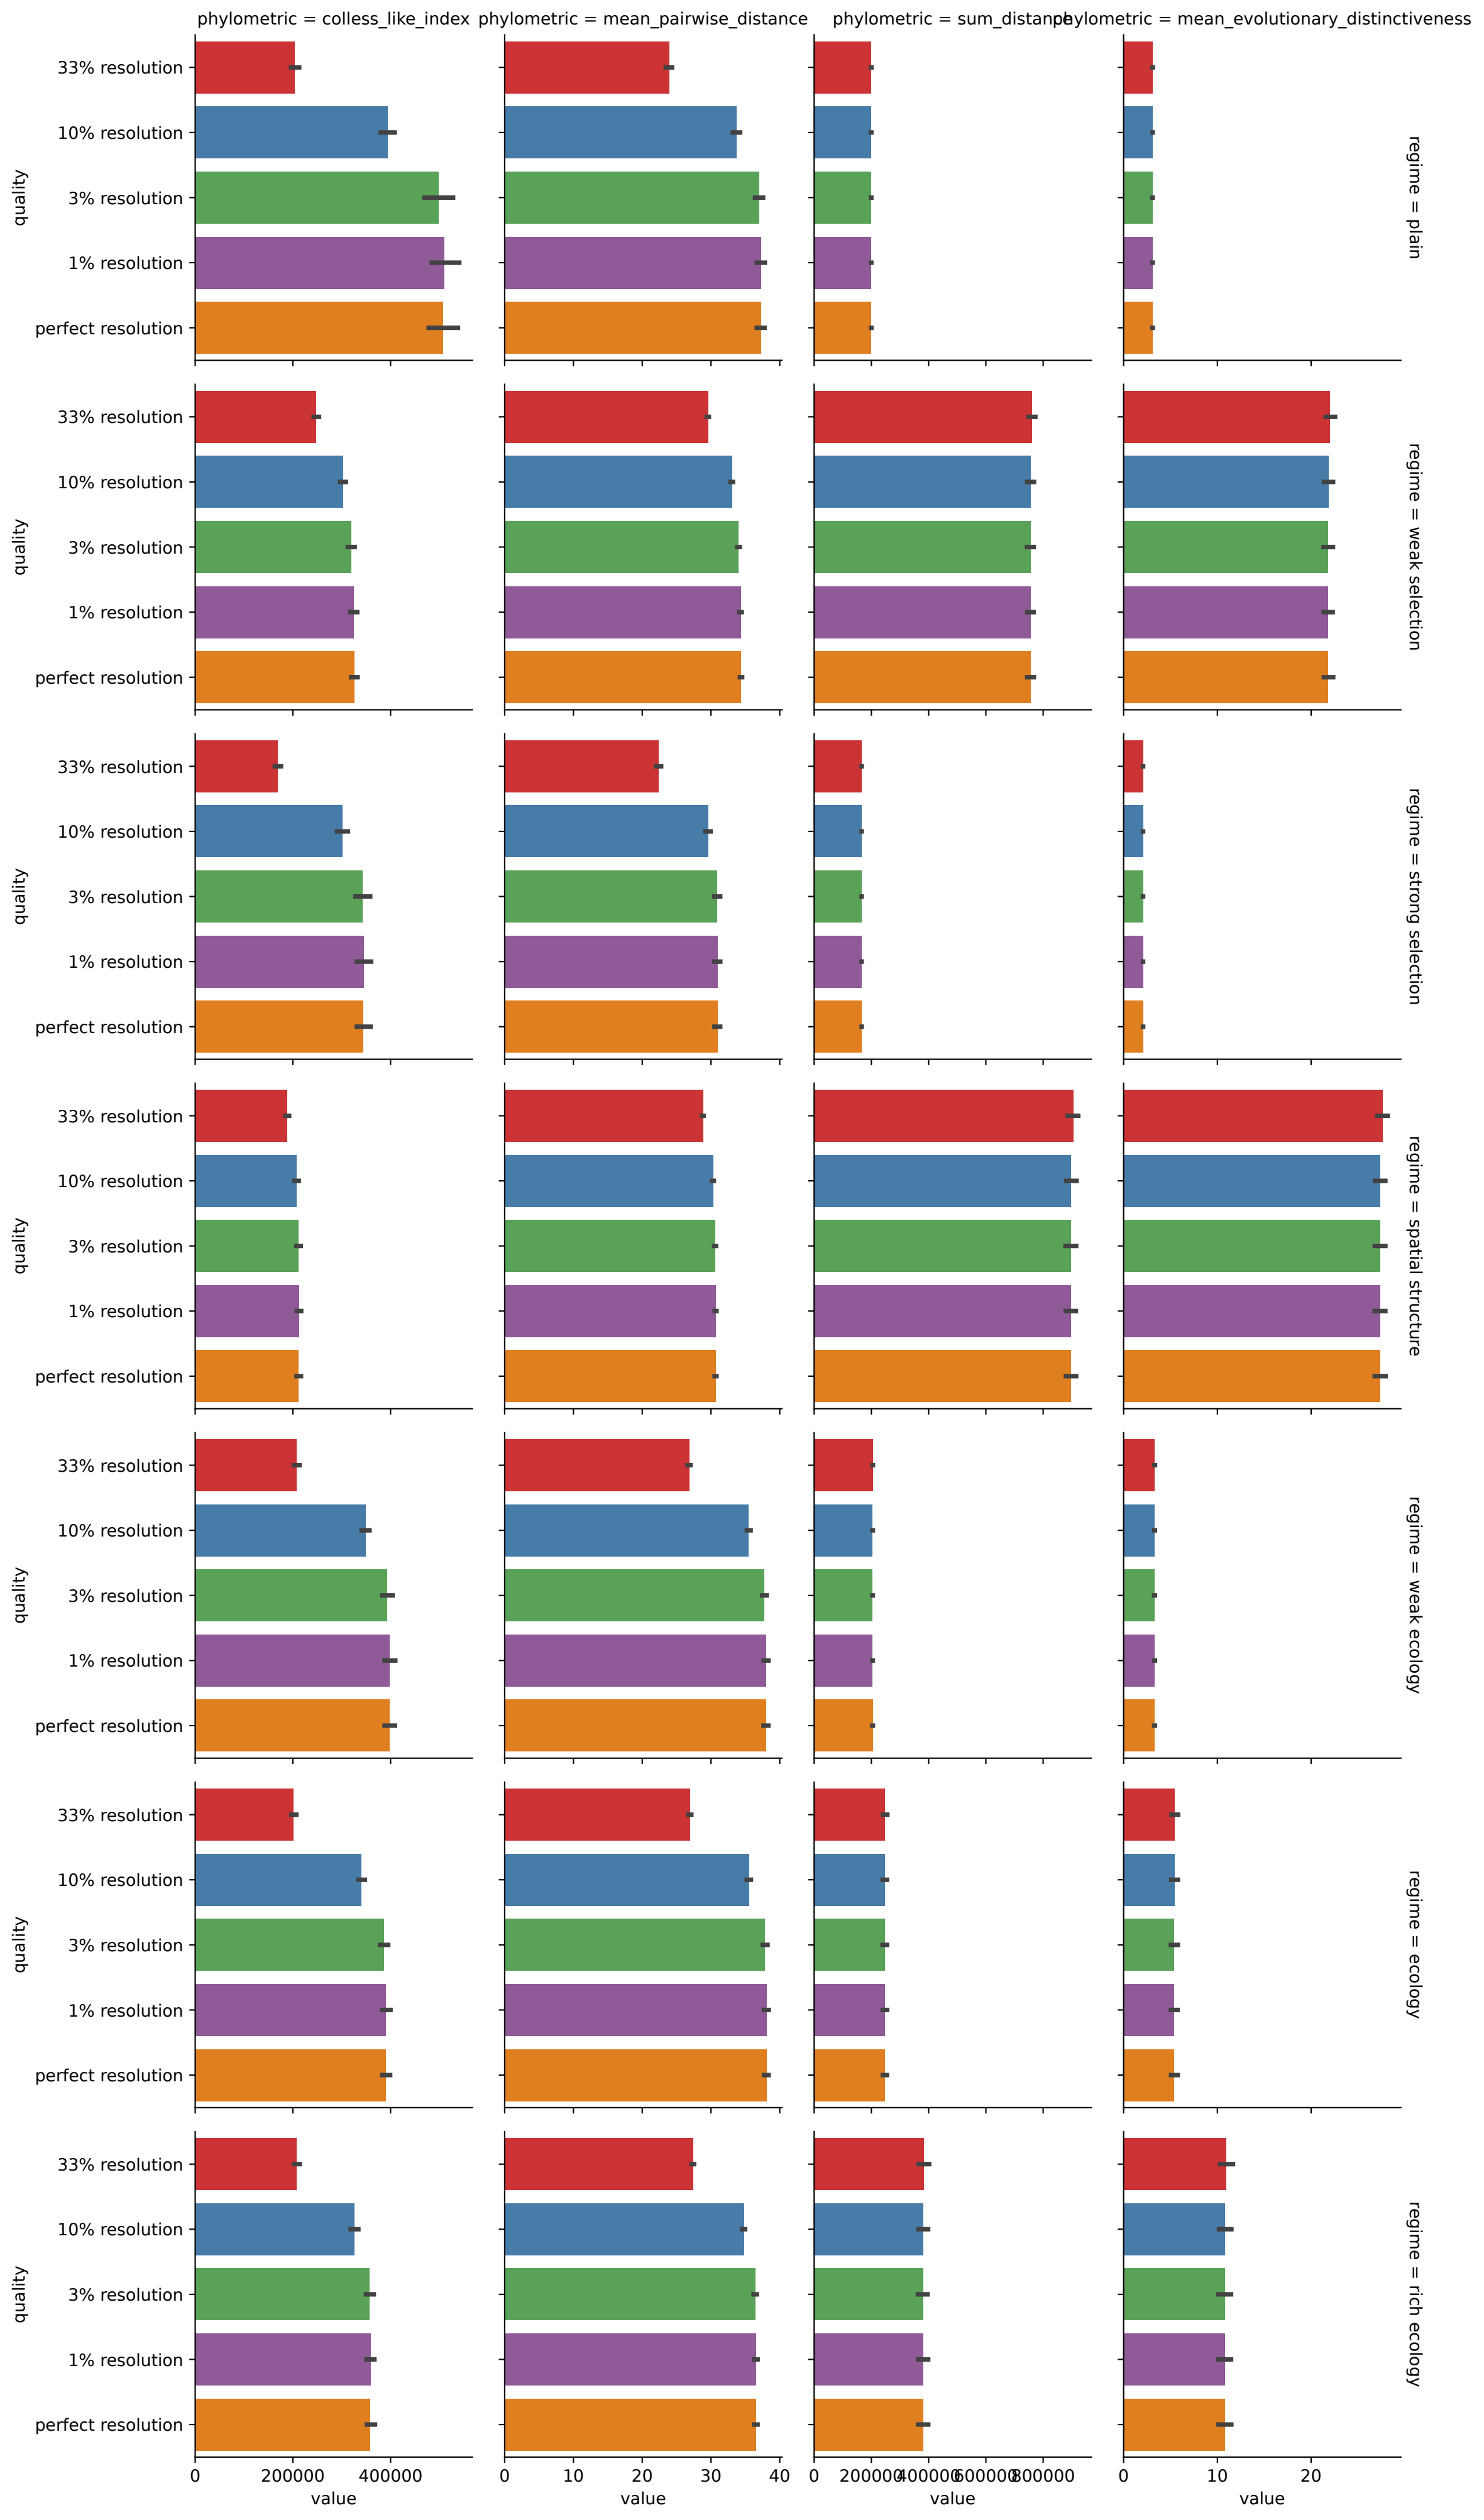 phylometric = colless_like_index
phylometric = mean_pairwise_distance
phylometric = sum_distance
phylometric = mean_evolutionary_distinctiveness
quality
33% resolution
10% resolution
3% resolution
1% resolution
perfect resolution
regime = plain
quality
33% resolution
10% resolution
3% resolution
1% resolution
perfect resolution
regime = weak selection
quality
33% resolution
10% resolution
3% resolution
1% resolution
perfect resolution
regime = strong selection
quality
33% resolution
10% resolution
3% resolution
1% resolution
perfect resolution
regime = spatial structure
quality
33% resolution
10% resolution
3% resolution
1% resolution
perfect resolution
regime = weak ecology
quality
33% resolution
10% resolution
3% resolution
1% resolution
perfect resolution
regime = ecology
quality
33% resolution
10% resolution
3% resolution
1% resolution
perfect resolution
regime = rich ecology
0 200000 400000
value
0 10 20 30 40
value
0 200000 400000 600000 800000
value
0 10 20
value